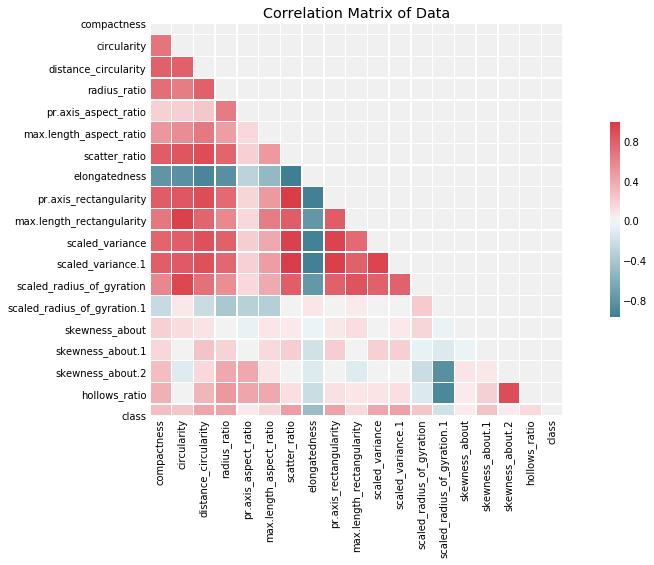 Correlation Matrix of Data
compactness
circularity
distance_circularity
radius_ratio
pr.axis_aspect_ratio
max.length_aspect_ratio
scatter_ratio
elongatedness
pr.axis_rectangularity
max.length_rectangularity
scaled_variance
scaled_variance.1
scaled_radius_of_gyration
scaled_radius_of_gyration.1
skewness_about
skewness_about.1
skewness_about.2
hollows_ratio
class
compactness
circularity
distance_circularity
radius_ratio
pr.axis_aspect_ratio
max.length_aspect_ratio
scatter_ratio
elongatedness
pr.axis_rectangularity
max.length_rectangularity
scaled_variance
scaled_variance.1
scaled_radius_of_gyration
scaled_radius_of_gyration.1
skewness_about
skewness_about.1
skewness_about.2
hollows_ratio
class
0.8
0.4
0.0
−0.4
−0.8